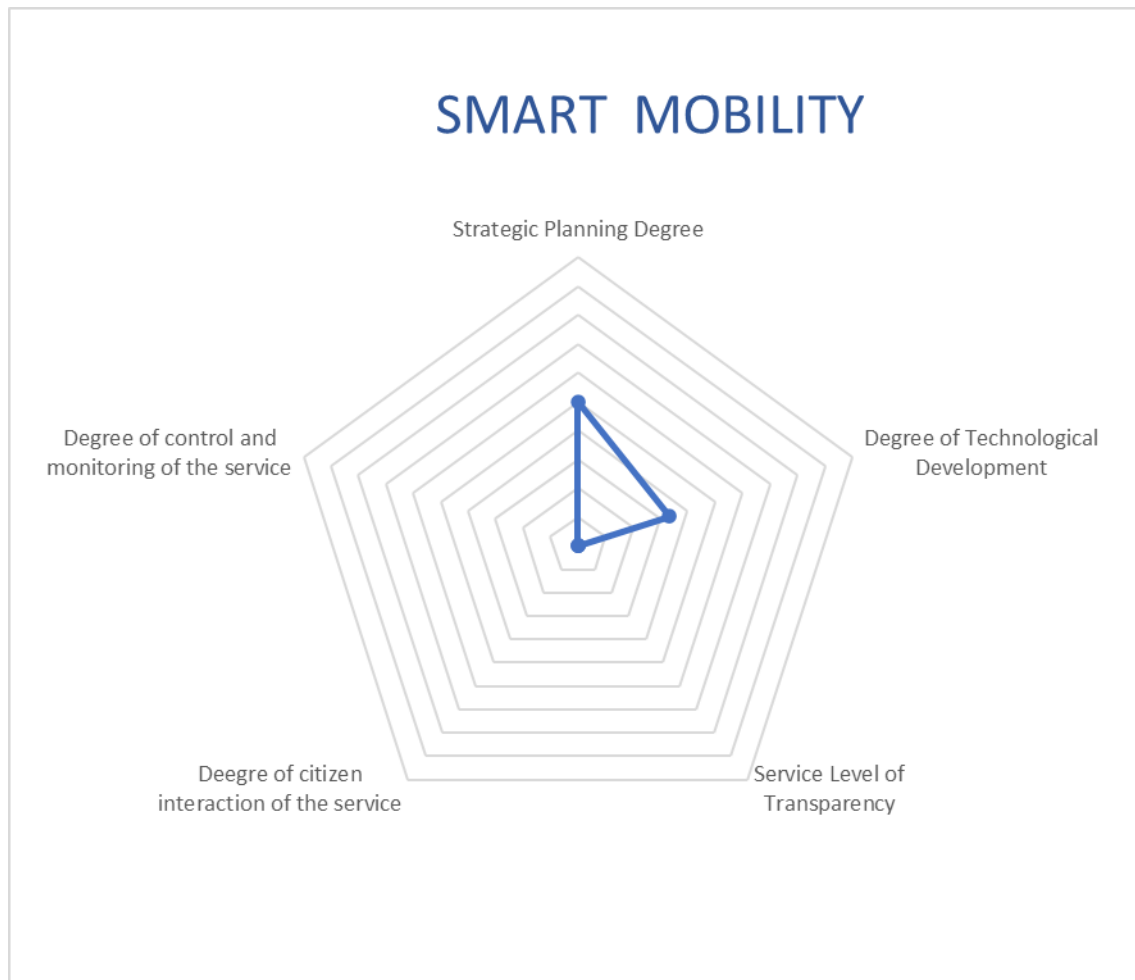 SMART MOBILITY
Strategic Planning Degree
Degree of control and
monitoring of the service
Degree of Technological
Development
Deegre of citizen
interaction of the service
Service Level of
Transparency